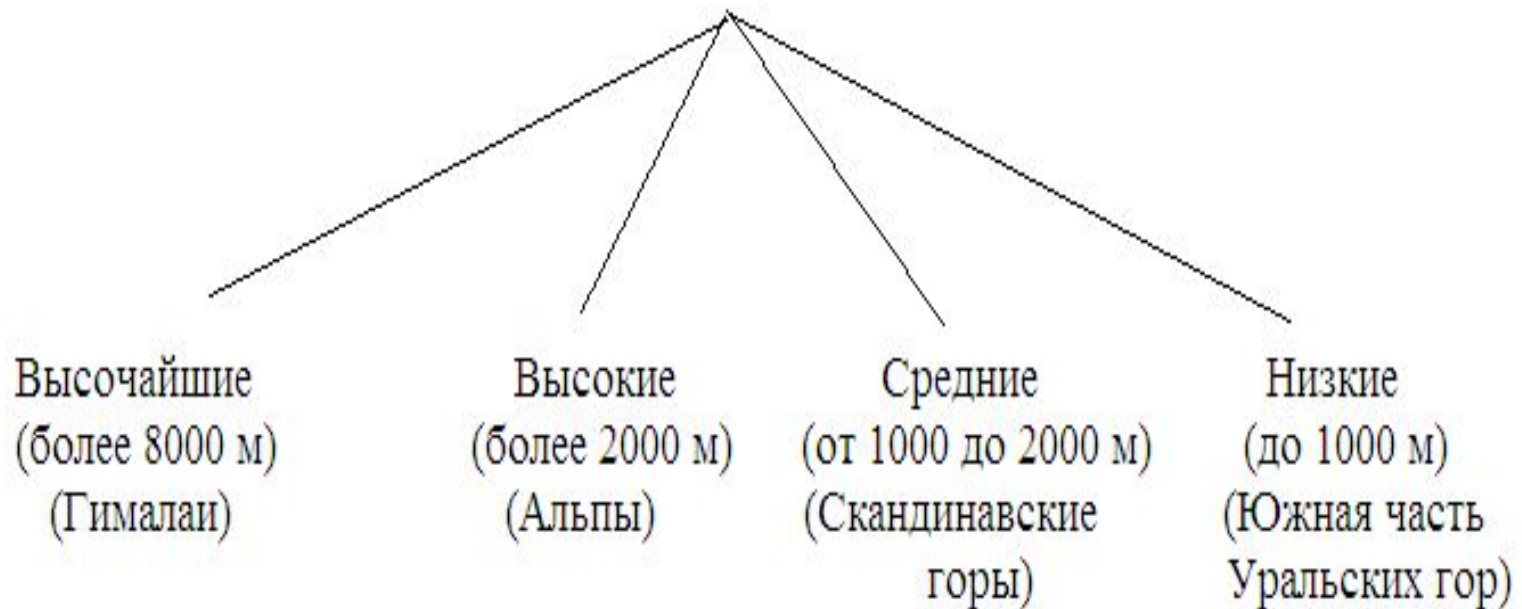 Высочайшие
(более 8000 м)
(Гималаи)
Высокие
(более 2000 м)
(Альпы)
Средние
(от 1000 до 2000 м)
(Скандинавские
горы)
Низкие
(до 1000 м)
(Южная часть
Уральских гор)